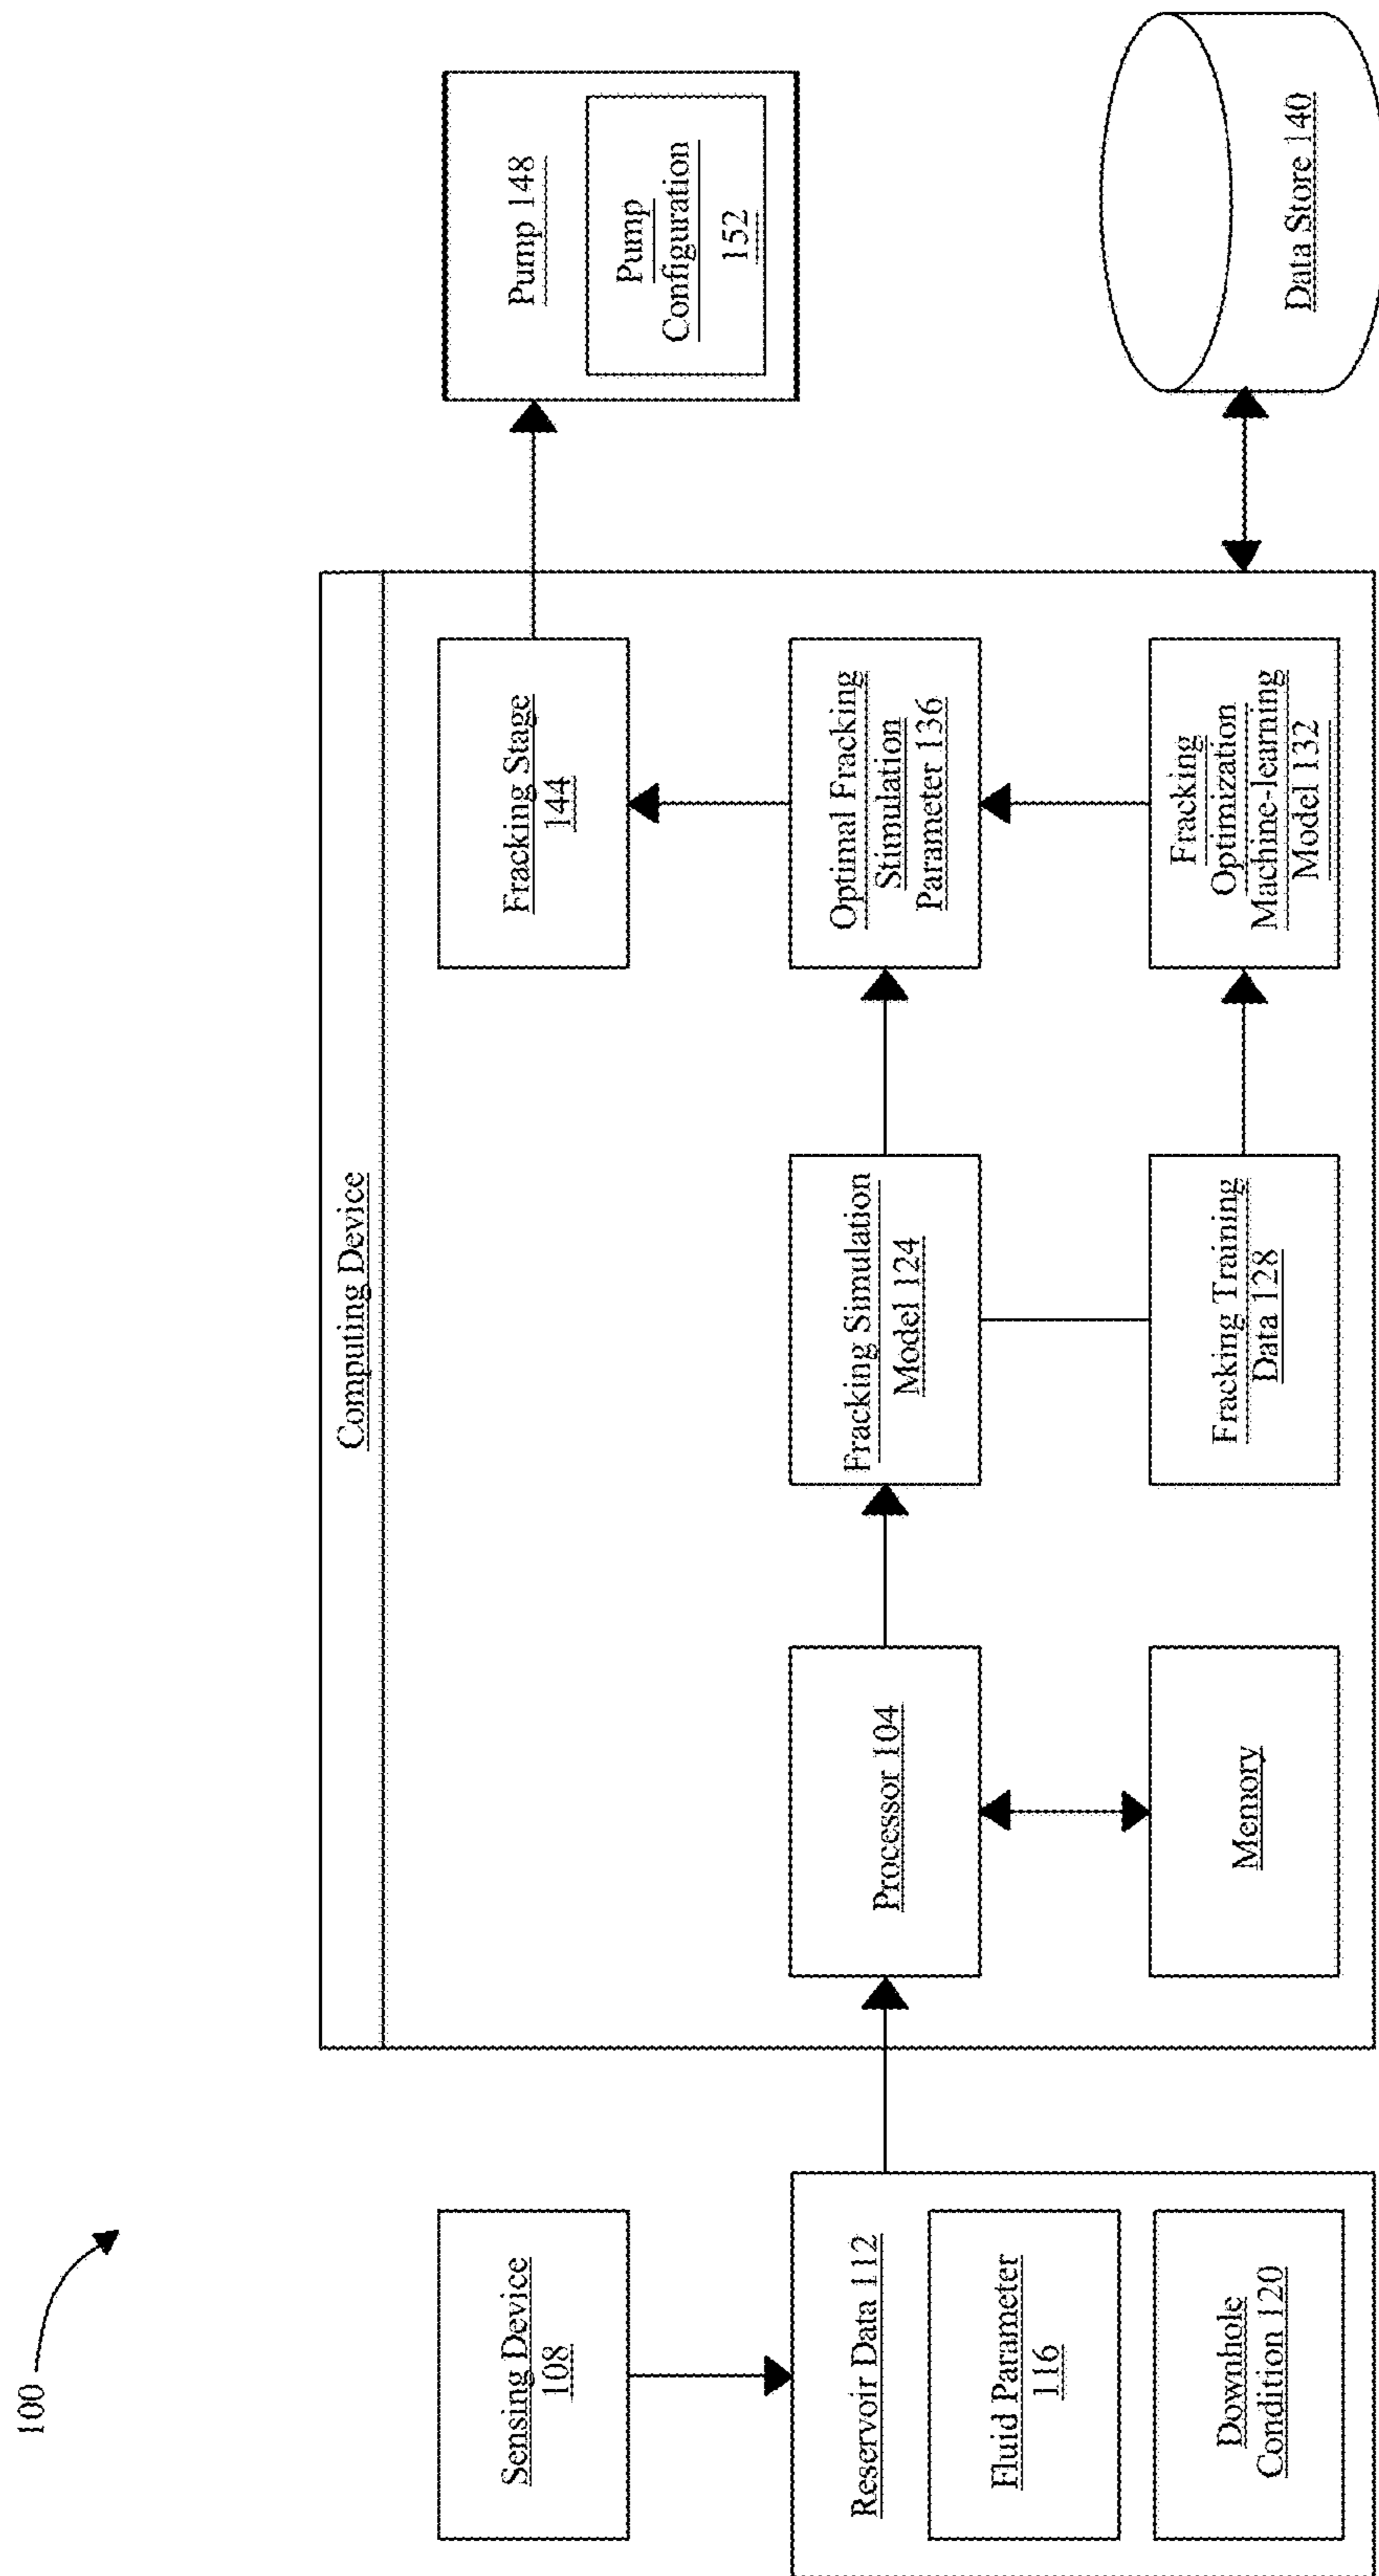 100
Sensing Device
108
Reservoir Data 112
Fluid Parameter
116
Downhole
Condition 120
Computing Device
Processor 104
Memory
Fracking Simulation
Model 124
Fracking Training
Data 128
Fracking Stage
144
Optimal Fracking
Stimulation
Parameter 136
Fracking
Optimization
Machine-learning
Model 132
Pump 148
Pump
Configuration
152
Data Store 140